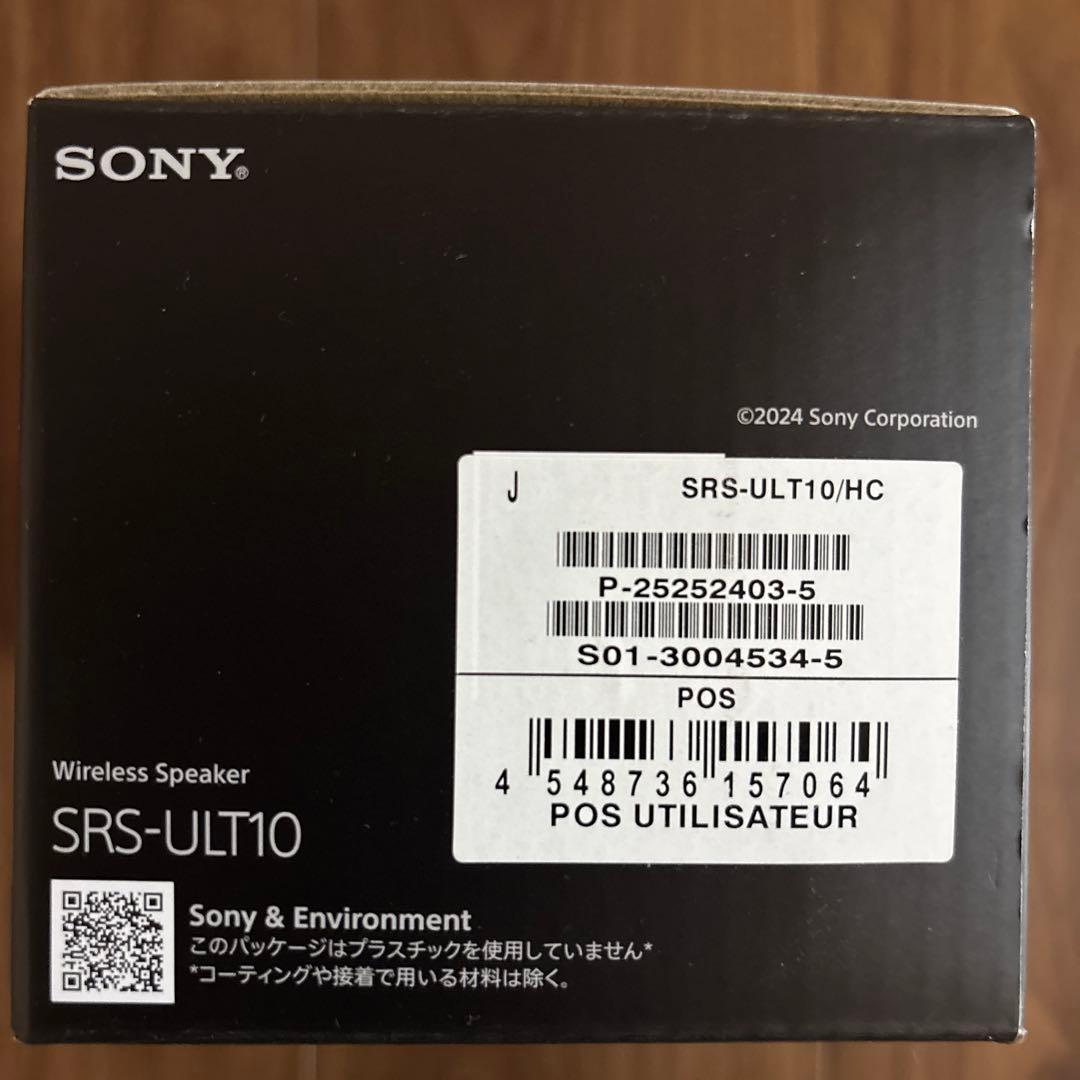 SONY®
©2024 Sony Corporation
J SRS-ULT10/HC
P-25252403-5
S01-3004534-5
POS
4 548736 157064
POS UTILISATEUR
Wireless Speaker
SRS-ULT10
Sony & Environment
このパッケージはプラスチックを使用していません*
*コーティングや接着で用いる材料は除く。